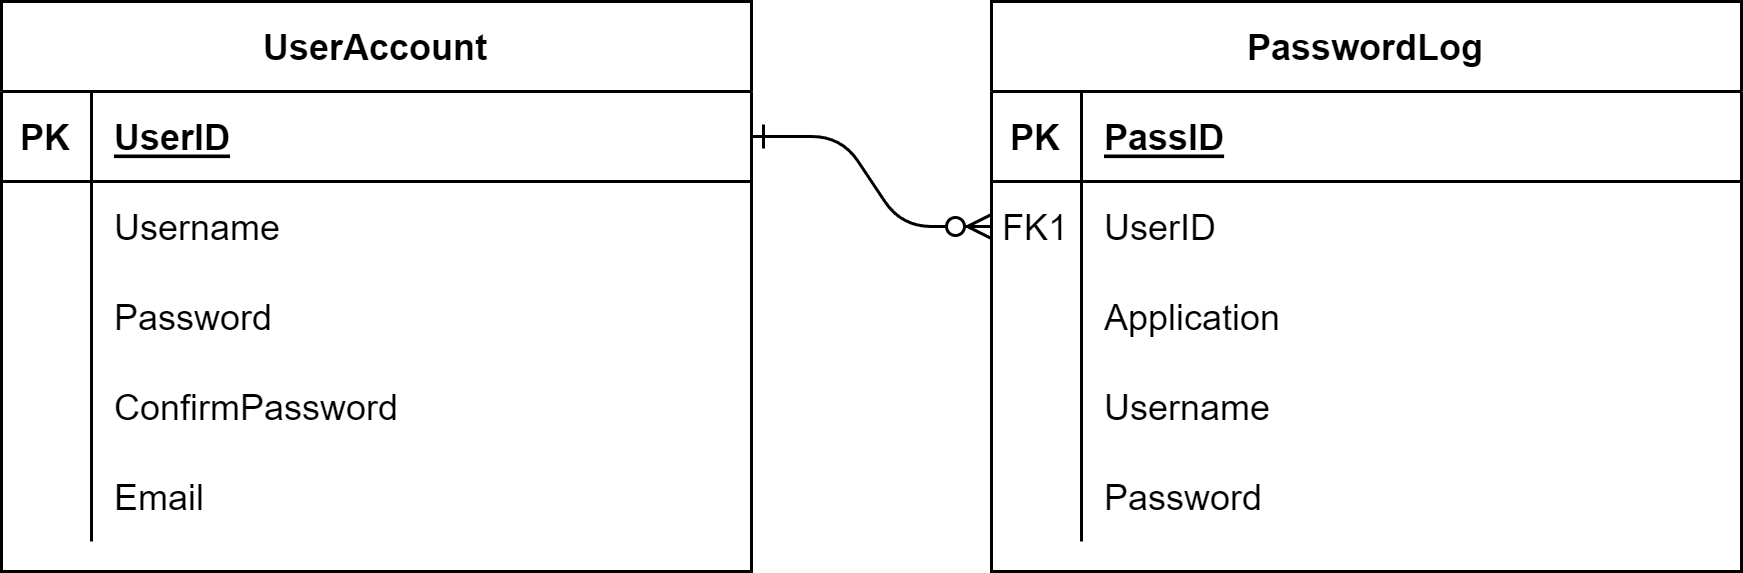 UserAccount
PK UserID
Username
Password
ConfirmPassword
Email
PasswordLog
PK PassID
FK1 UserID
Application
Username
Password